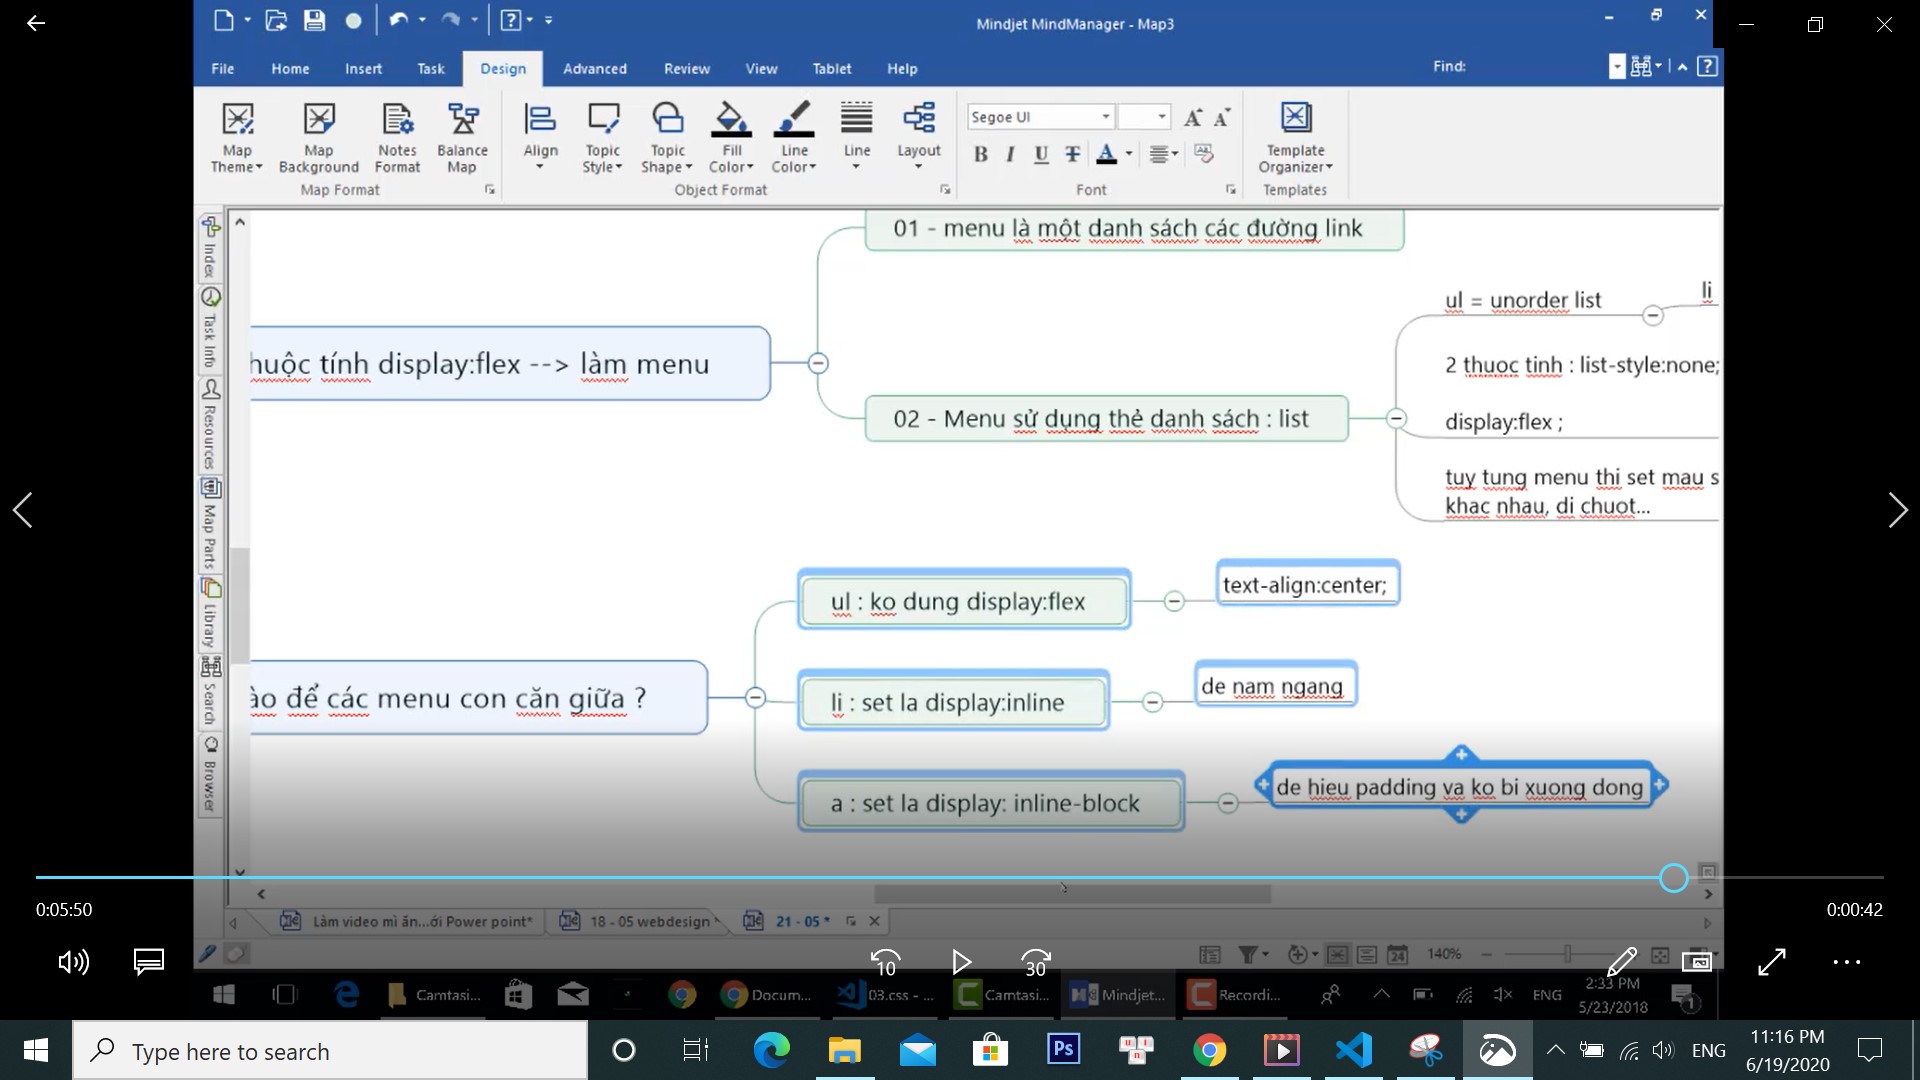 Mindjet MindManager - Map3
File Home Insert Task Design Advanced Review View Tablet Help Find:
Map Theme
Map Background
Notes Format
Balance Map
Align
Topic Style
Topic Shape
Fill Color
Line Color
Line
Layout
Segoe UI
B I U T A
Template Organizer
Map Format
Object Format
Font
Templates
Index
Task Info
Resources
Map Parts
Library
Search
Browser
01 - menu là một danh sách các đường link
ul = unorder list
li
huộc tính display:flex --> làm menu
2 thuoc tinh : list-style:none;
02 - Menu sử dụng thẻ danh sách : list
display:flex ;
tuy tung menu thi set mau s
khac nhau, di chuot...
ul : ko dung display:flex
text-align:center;
ào để các menu con căn giữa ?
li : set la display:inline
de nam ngang
a : set la display: inline-block
de hieu padding va ko bi xuong dong
0:05:50
0:00:42
Làm video mì ăn...ới Power point*
18 - 05 webdesign *
21 - 05 *
10
30
24
140%
Camtasi...
Docum...
03.css - ...
Camtasi...
Mindjet...
Recordi...
ENG
2:33 PM
5/23/2018
1
Type here to search
Ps
ENG
11:16 PM
6/19/2020